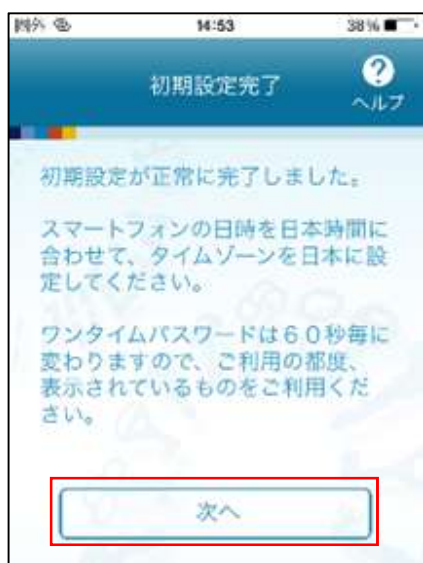 圏外
14:53
38%
初期設定完了
?
ヘルプ
初期設定が正常に完了しました。
スマートフォンの日時を日本時間に
合わせて、タイムゾーンを日本に設
定してください。
ワンタイムパスワードは60秒毎に
変わりますので、ご利用の都度、
表示されているものをご利用くだ
さい。
次へ